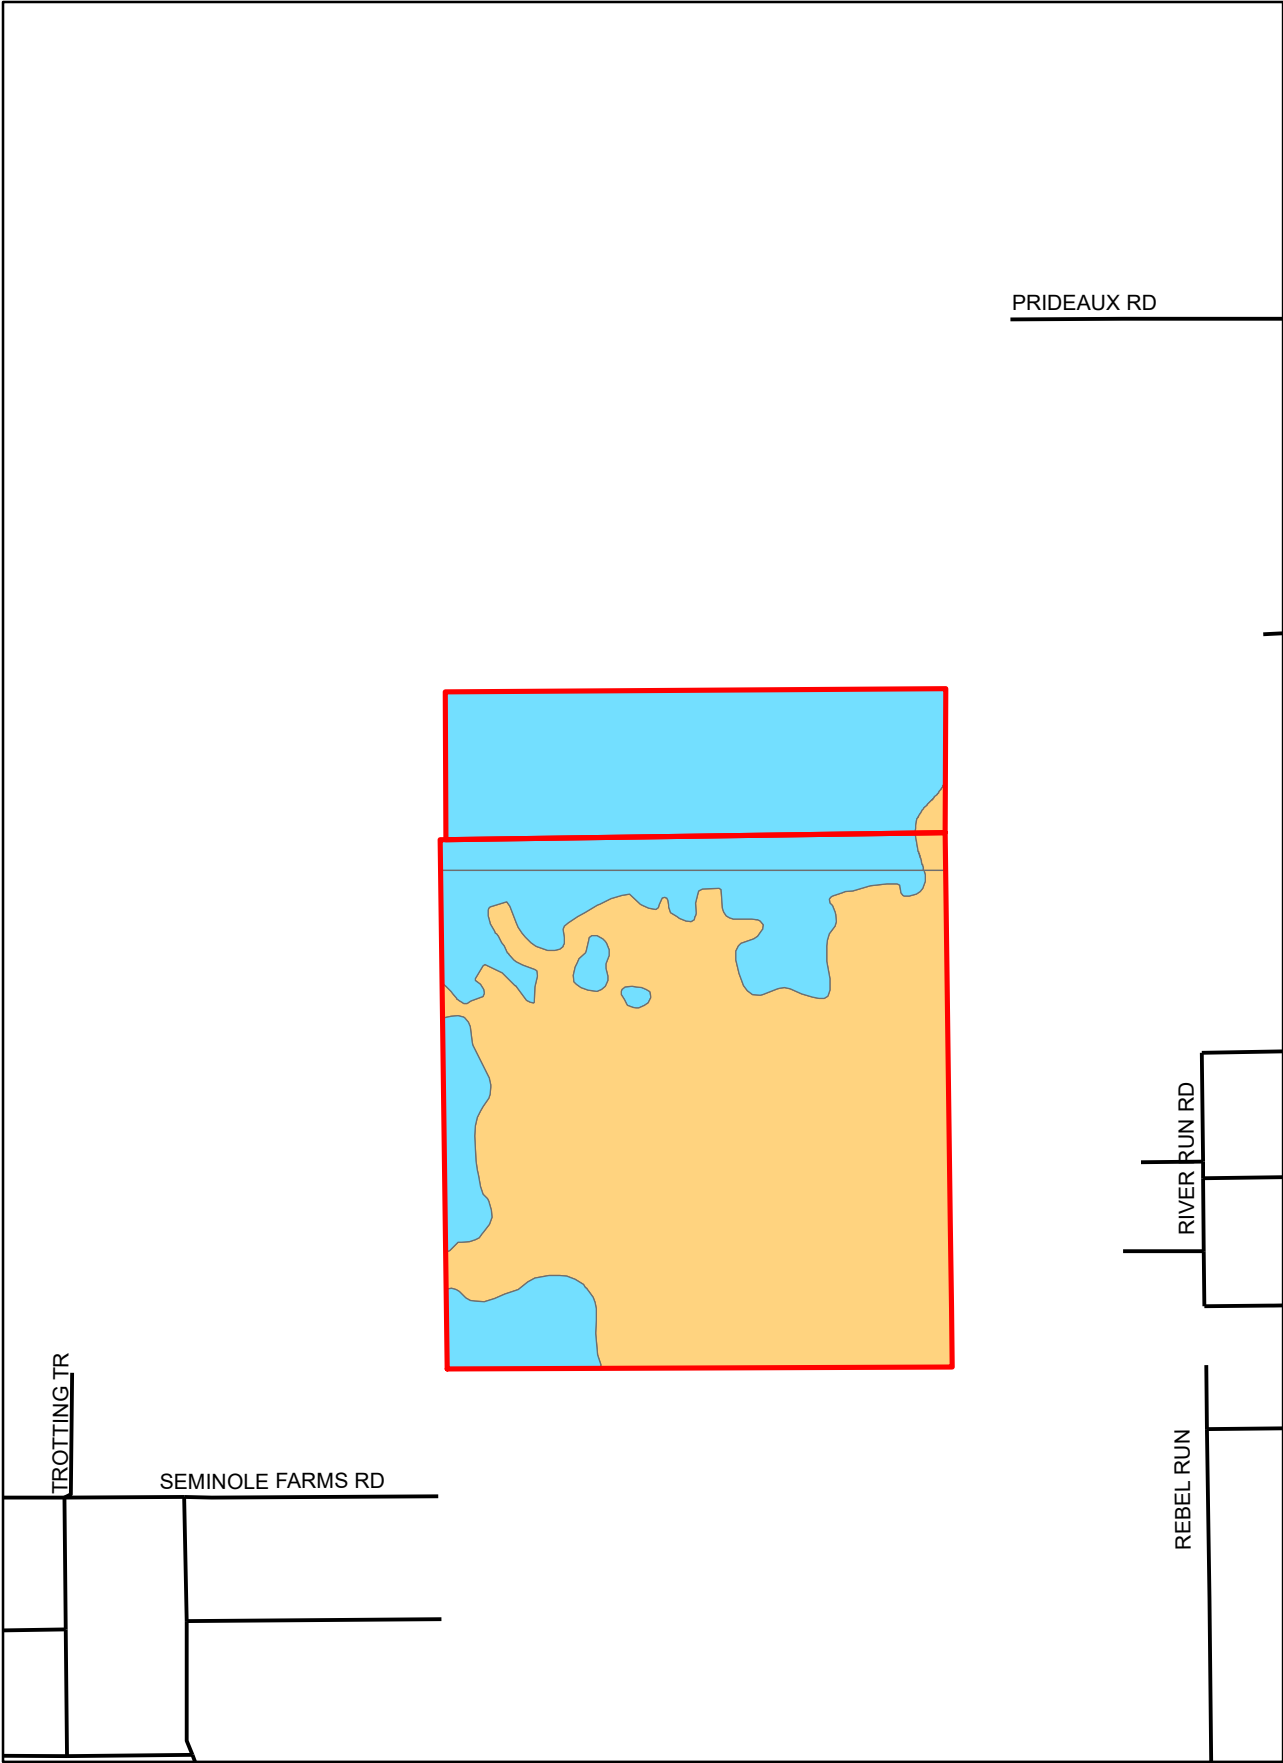 PRIDEAUX RD
RIVER RUN RD
TROTTING TR
SEMINOLE FARMS RD
REBEL RUN